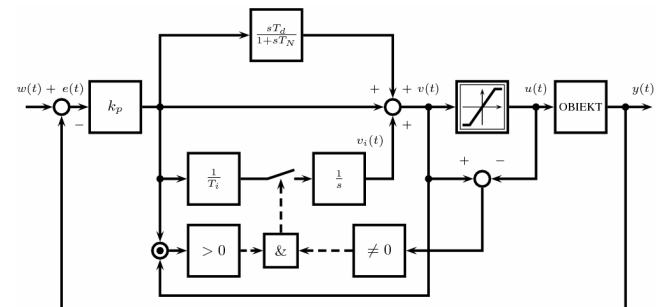 sT_d
1+sT_N
w(t) + e(t)
k_p
+ + v(t)
u(t)
OBIEKT
y(t)
−
+
v_i(t)
+ −
1
T_i
1
s
> 0
&
≠ 0